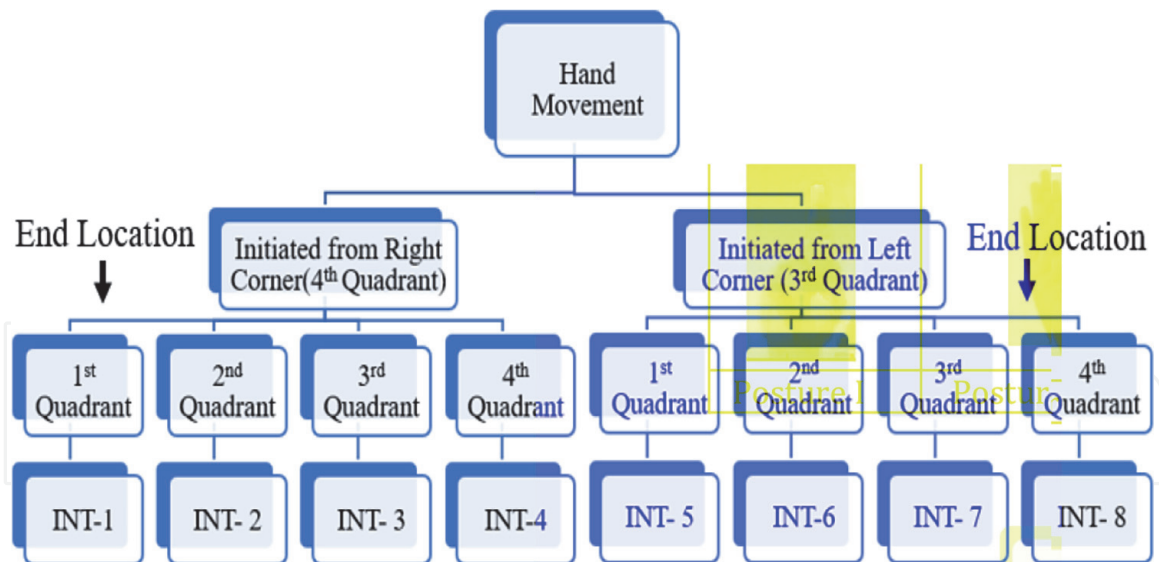 Hand
Movement
End Location
Initiated from Right
Corner(4th Quadrant)
Initiated from Left
Corner (3rd Quadrant)
End Location
1st
Quadrant
2nd
Quadrant
3rd
Quadrant
4th
Quadrant
1st
Quadrant
2nd
Quadrant
3rd
Quadrant
4th
Quadrant
Posture
Postur
INT-1
INT- 2
INT- 3
INT-4
INT- 5
INT-6
INT- 7
INT- 8